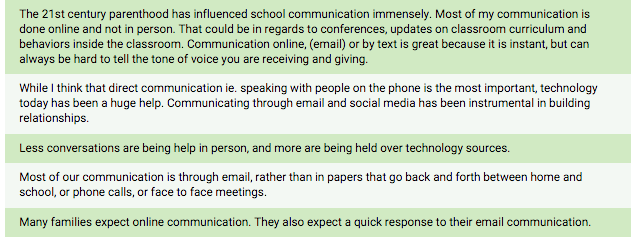 The 21st century parenthood has influenced school communication immensely. Most of my communication is
done online and not in person. That could be in regards to conferences, updates on classroom curriculum and
behaviors inside the classroom. Communication online, (email) or by text is great because it is instant, but can
always be hard to tell the tone of voice you are receiving and giving.
While I think that direct communication ie. speaking with people on the phone is the most important, technology
today has been a huge help. Communicating through email and social media has been instrumental in building
relationships.
Less conversations are being help in person, and more are being held over technology sources.
Most of our communication is through email, rather than in papers that go back and forth between home and
school, or phone calls, or face to face meetings.
Many families expect online communication. They also expect a quick response to their email communication.